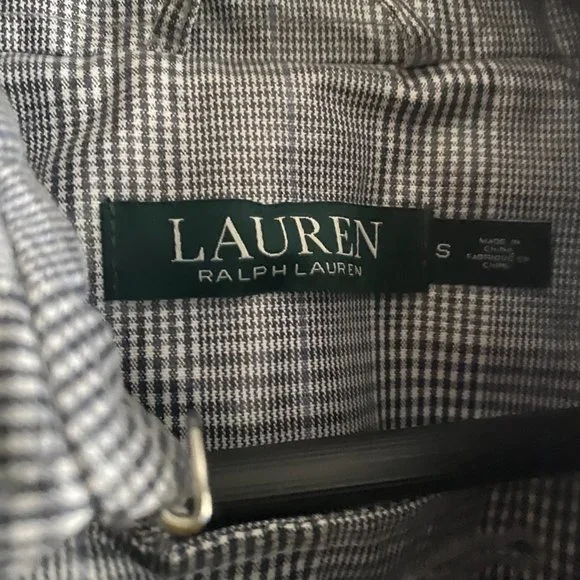 LAUREN
RALPH LAUREN
S
MADE IN
CHINA
FABRIQUÉ EN
CHINE